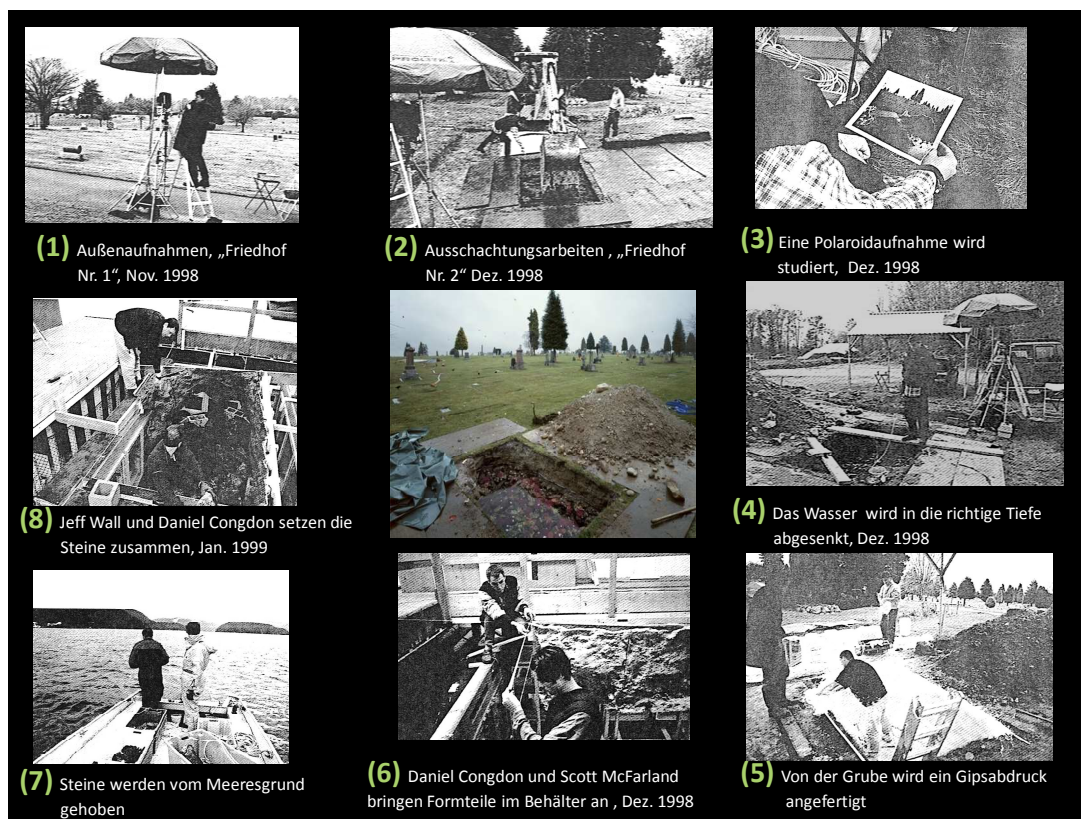 (1) Außenaufnahmen, „Friedhof
Nr. 1“, Nov. 1998
(2) Ausschachtungsarbeiten , „Friedhof
Nr. 2“ Dez. 1998
(3) Eine Polaroidaufnahme wird
studiert, Dez. 1998
(8) Jeff Wall und Daniel Congdon setzen die
Steine zusammen, Jan. 1999
(4) Das Wasser wird in die richtige Tiefe
abgesenkt, Dez. 1998
(7) Steine werden vom Meeresgrund
gehoben
(6) Daniel Congdon und Scott McFarland
bringen Formteile im Behälter an , Dez. 1998
(5) Von der Grube wird ein Gipsabdruck
angefertigt